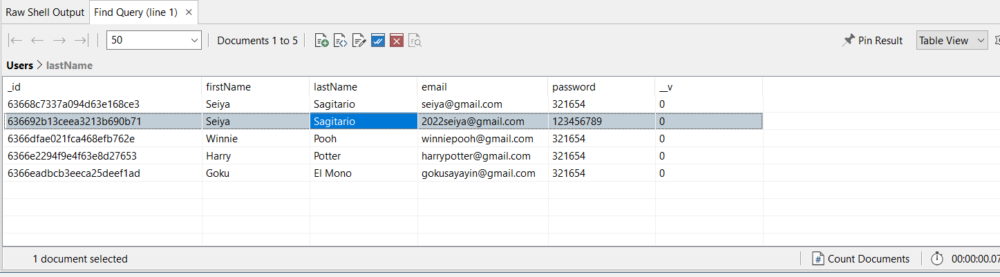 Raw Shell Output Find Query (line 1) ×
50 Documents 1 to 5 Pin Result Table View
Users > lastName
_id firstName lastName email password __v
63668c7337a094d63e168ce3 Seiya Sagitario seiya@gmail.com 321654 0
636692b13ceea3213b690b71 Seiya Sagitario 2022seiya@gmail.com 123456789 0
6366dfae021fca468efb762e Winnie Pooh winniepooh@gmail.com 321654 0
6366e2294f9e4f63e8d27653 Harry Potter harrypotter@gmail.com 321654 0
6366eadbcb3eeca25deef1ad Goku El Mono gokusayayin@gmail.com 321654 0
1 document selected # Count Documents 00:00:00.07